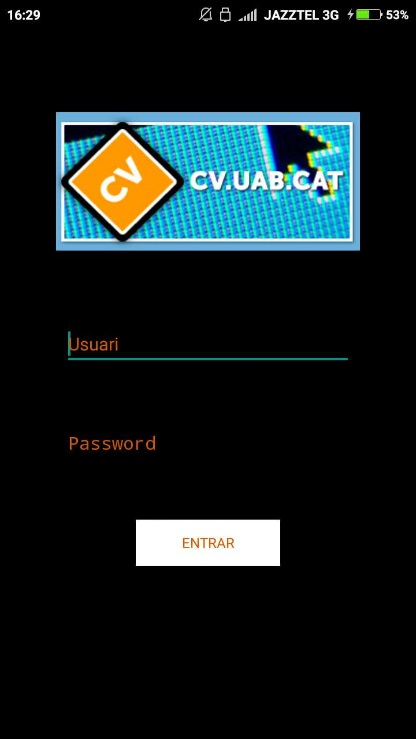 16:29 JAZZTEL 3G 53%
CV CV.UAB.CAT
Usuari
Password
ENTRAR